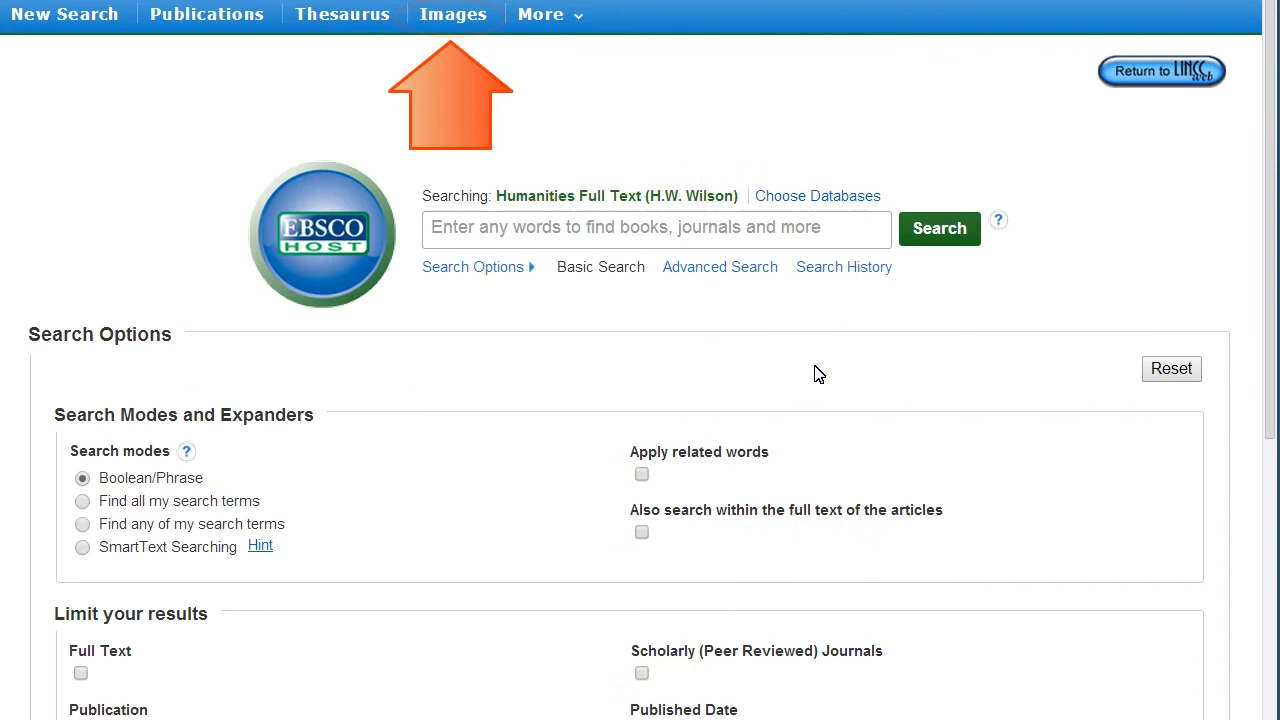 New Search Publications Thesaurus Images More
Return to LINCC web
EBSCO
HOST
Searching: Humanities Full Text (H.W. Wilson) Choose Databases
Enter any words to find books, journals and more Search ?
Search Options Basic Search Advanced Search Search History
Search Options
Reset
Search Modes and Expanders
Search modes ? Apply related words
Boolean/Phrase
Find all my search terms
Also search within the full text of the articles
Find any of my search terms
SmartText Searching Hint
Limit your results
Full Text Scholarly (Peer Reviewed) Journals
Publication Published Date